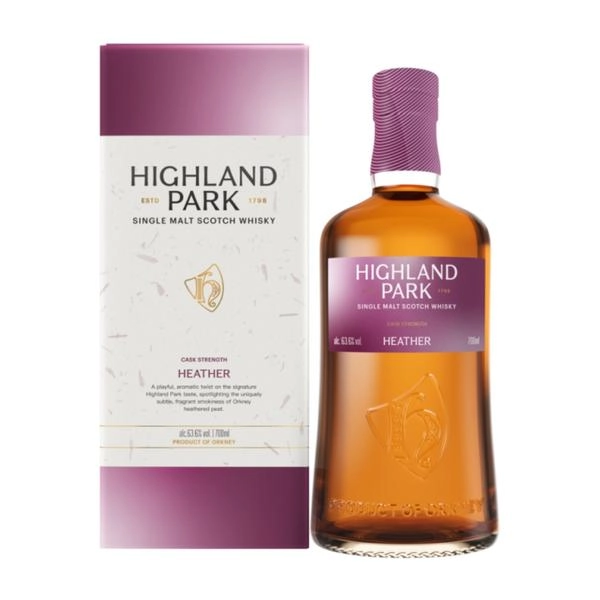 HIGHLAND
ESTD PARK 1798
SINGLE MALT SCOTCH WHISKY
CASK STRENGTH
HEATHER
A playful, aromatic twist on the signature
Highland Park taste, spotlighting the uniquely
subtle, fragrant smokiness of Orkney
heathered peat.
alc.63.6% vol. | 700ml
PRODUCT OF ORKNEY
HIGHLAND
PARK 1798
SINGLE MALT SCOTCH WHISKY
CASK STRENGTH
alc. 63.6% vol. HEATHER 700ml
PRODUCT OF ORKNEY